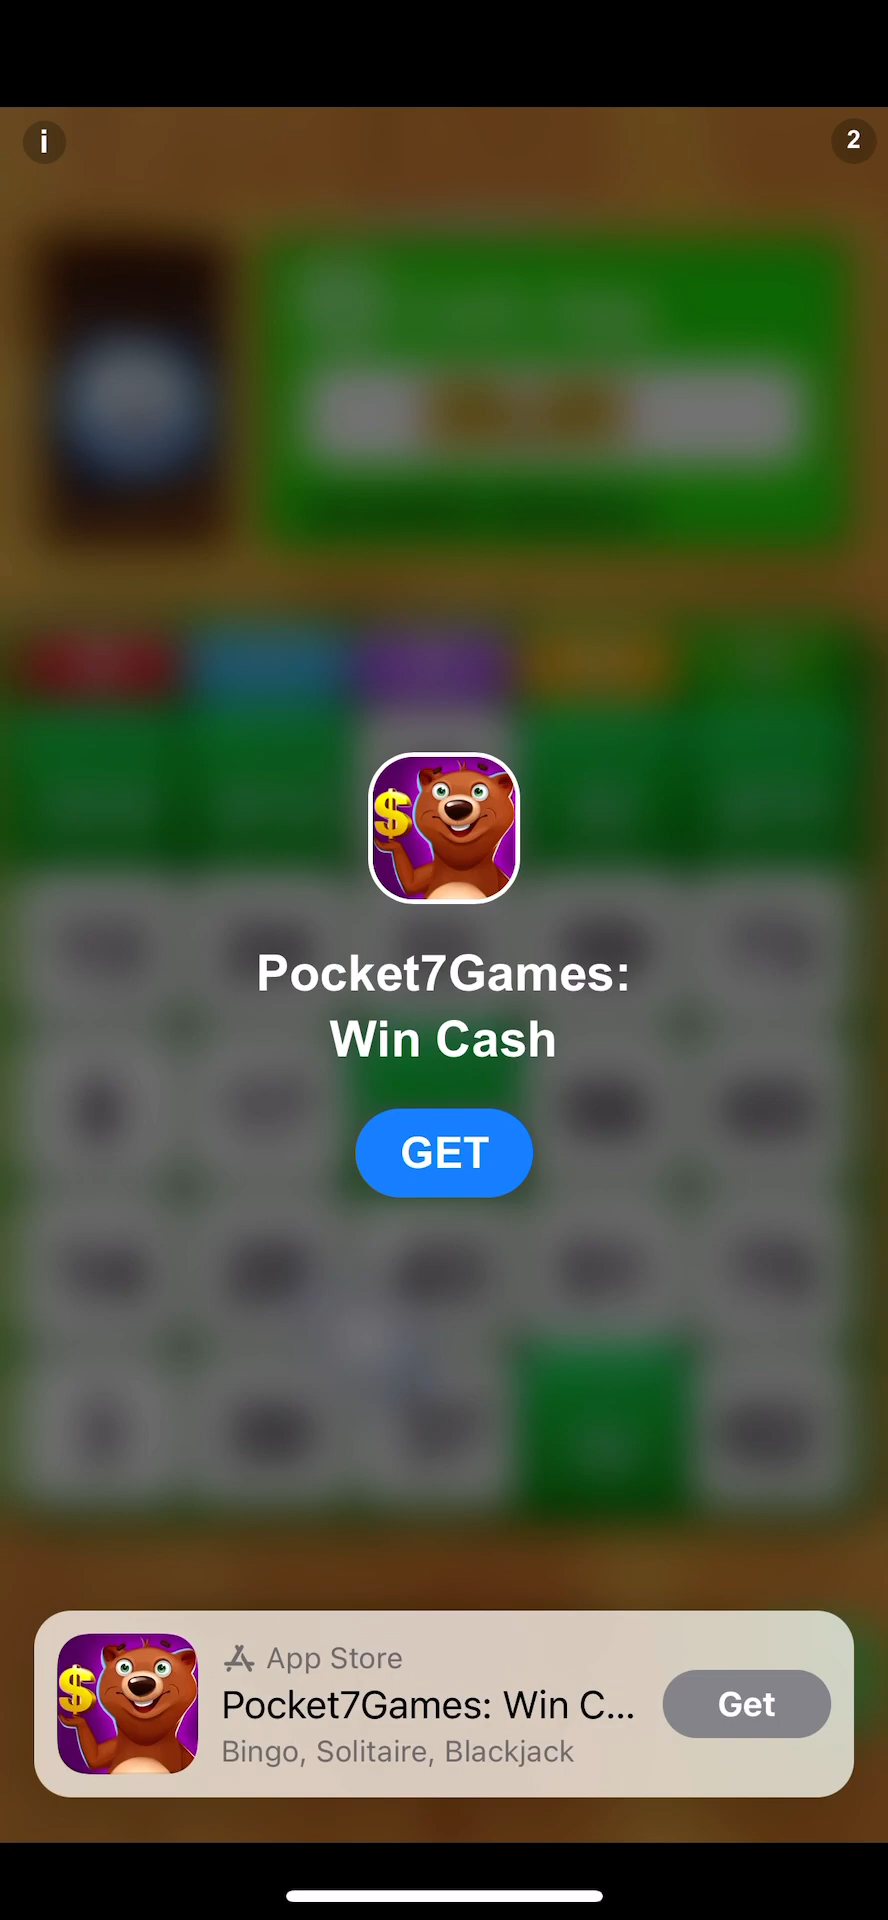 i
2
$
Pocket7Games:
Win Cash
GET
$
App Store
Pocket7Games: Win C...
Get
Bingo, Solitaire, Blackjack